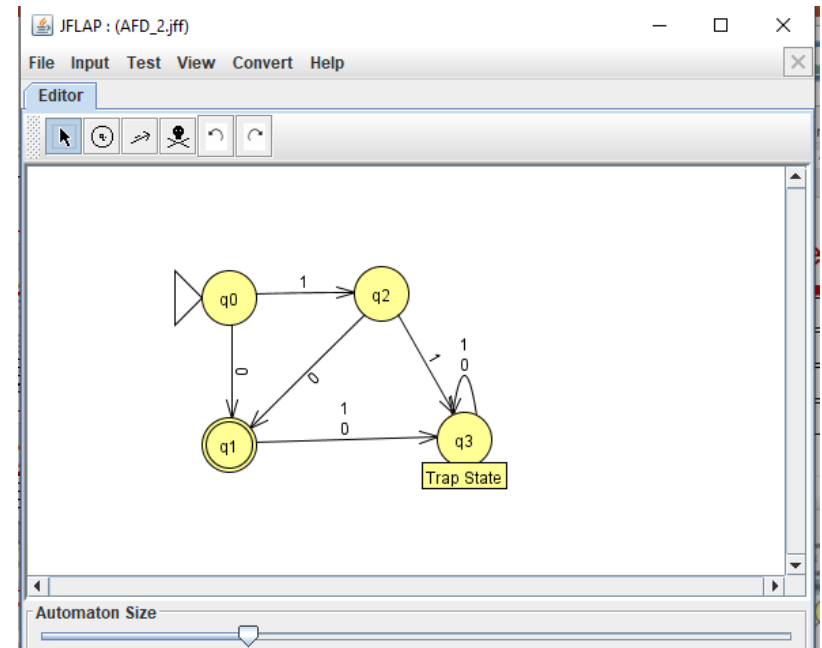 JFLAP : (AFD_2.jff)
File Input Test View Convert Help
Editor
1
q0
q2
0
0
1
1
0
1
0
q1
q3
Trap State
Automaton Size